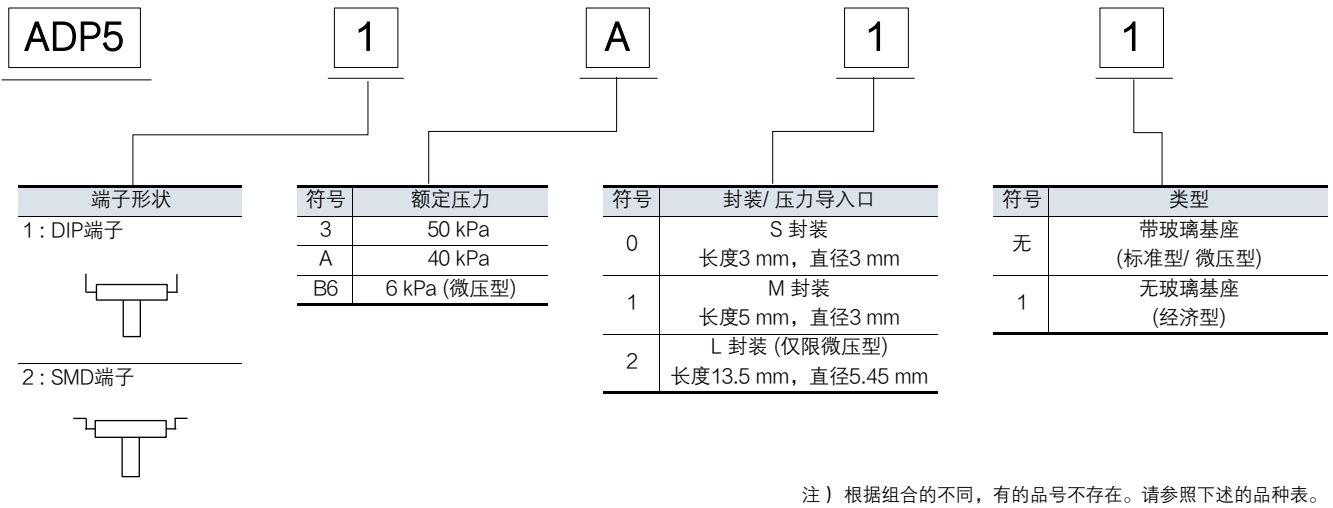 ADP5 1 A 1 1
端子形状
1 : DIP端子
2 : SMD端子
符号 额定压力
3 50 kPa
A 40 kPa
B6 6 kPa (微压型)
符号 封装/ 压力导入口
0 S 封装
长度3 mm，直径3 mm
1 M 封装
长度5 mm，直径3 mm
2 L 封装 (仅限微压型)
长度13.5 mm，直径5.45 mm
符号 类型
无 带玻璃基座
(标准型/ 微压型)
1 无玻璃基座
(经济型)
注） 根据组合的不同，有的品号不存在。请参照下述的品种表。